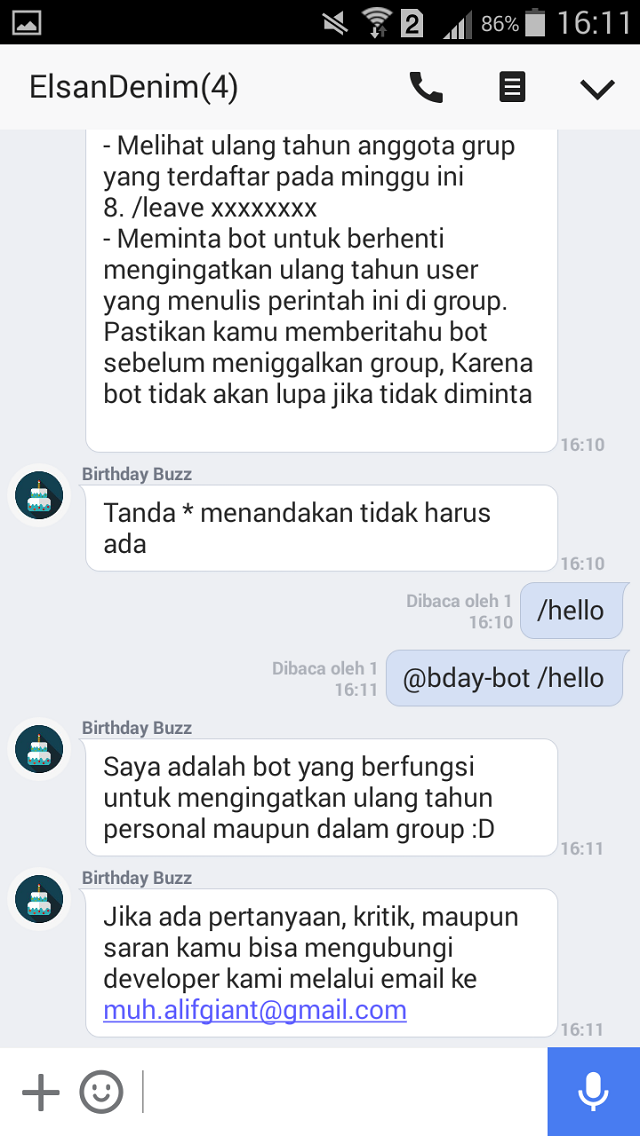 2 86% 16:11
ElsanDenim(4)
- Melihat ulang tahun anggota grup
yang terdaftar pada minggu ini
8. /leave xxxxxxxx
- Meminta bot untuk berhenti
mengingatkan ulang tahun user
yang menulis perintah ini di group.
Pastikan kamu memberitahu bot
sebelum meniggalkan group, Karena
bot tidak akan lupa jika tidak diminta
16:10
Birthday Buzz
Tanda * menandakan tidak harus
ada
16:10
Dibaca oleh 1
16:10
/hello
Dibaca oleh 1
16:11
@bday-bot /hello
Birthday Buzz
Saya adalah bot yang berfungsi
untuk mengingatkan ulang tahun
personal maupun dalam group :D
16:11
Birthday Buzz
Jika ada pertanyaan, kritik, maupun
saran kamu bisa mengubungi
developer kami melalui email ke
muh.alifgiant@gmail.com
16:11